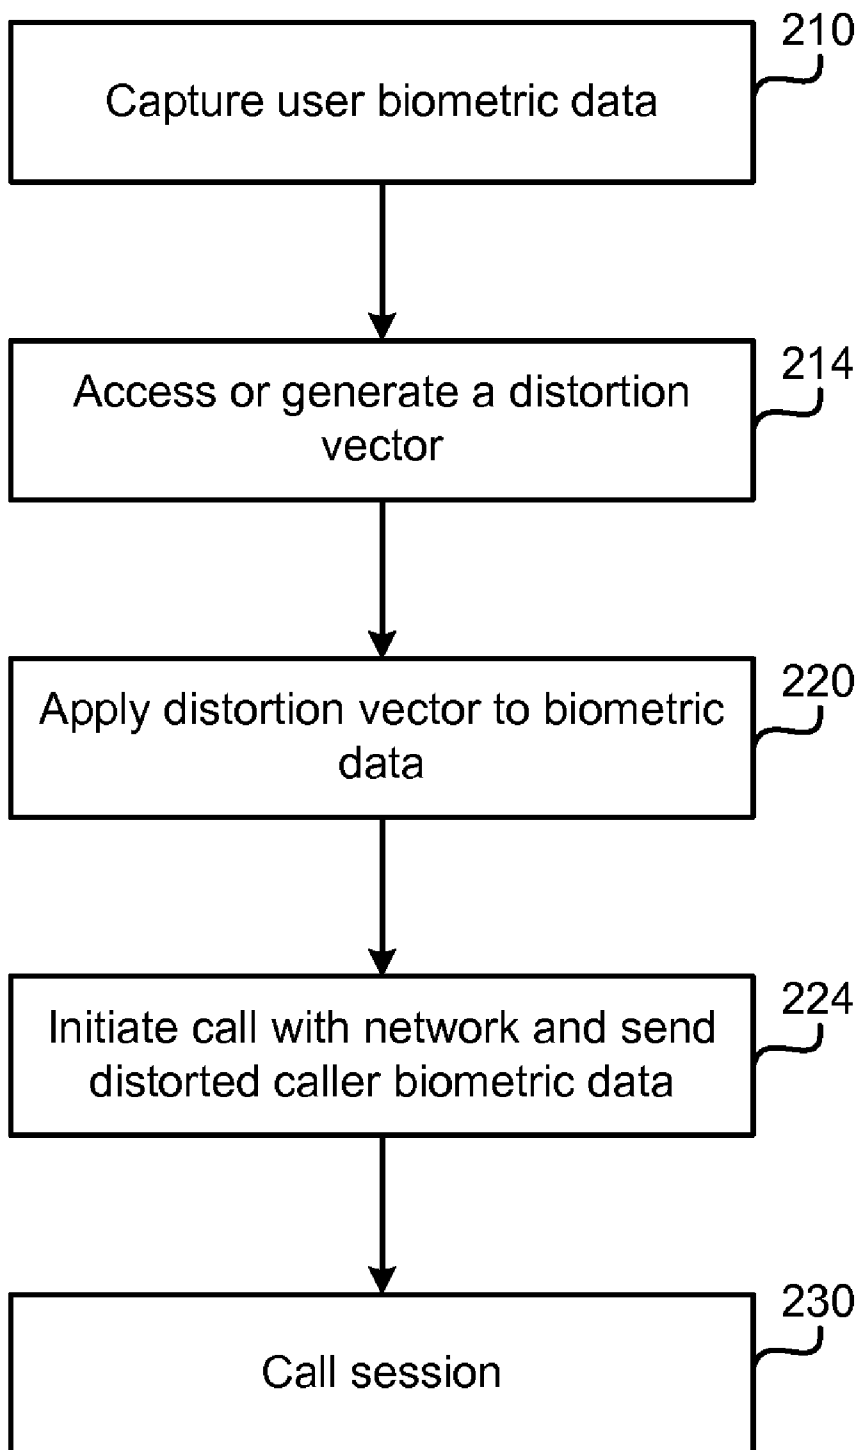 210
Capture user biometric data
214
Access or generate a distortion
vector
220
Apply distortion vector to biometric
data
224
Initiate call with network and send
distorted caller biometric data
230
Call session